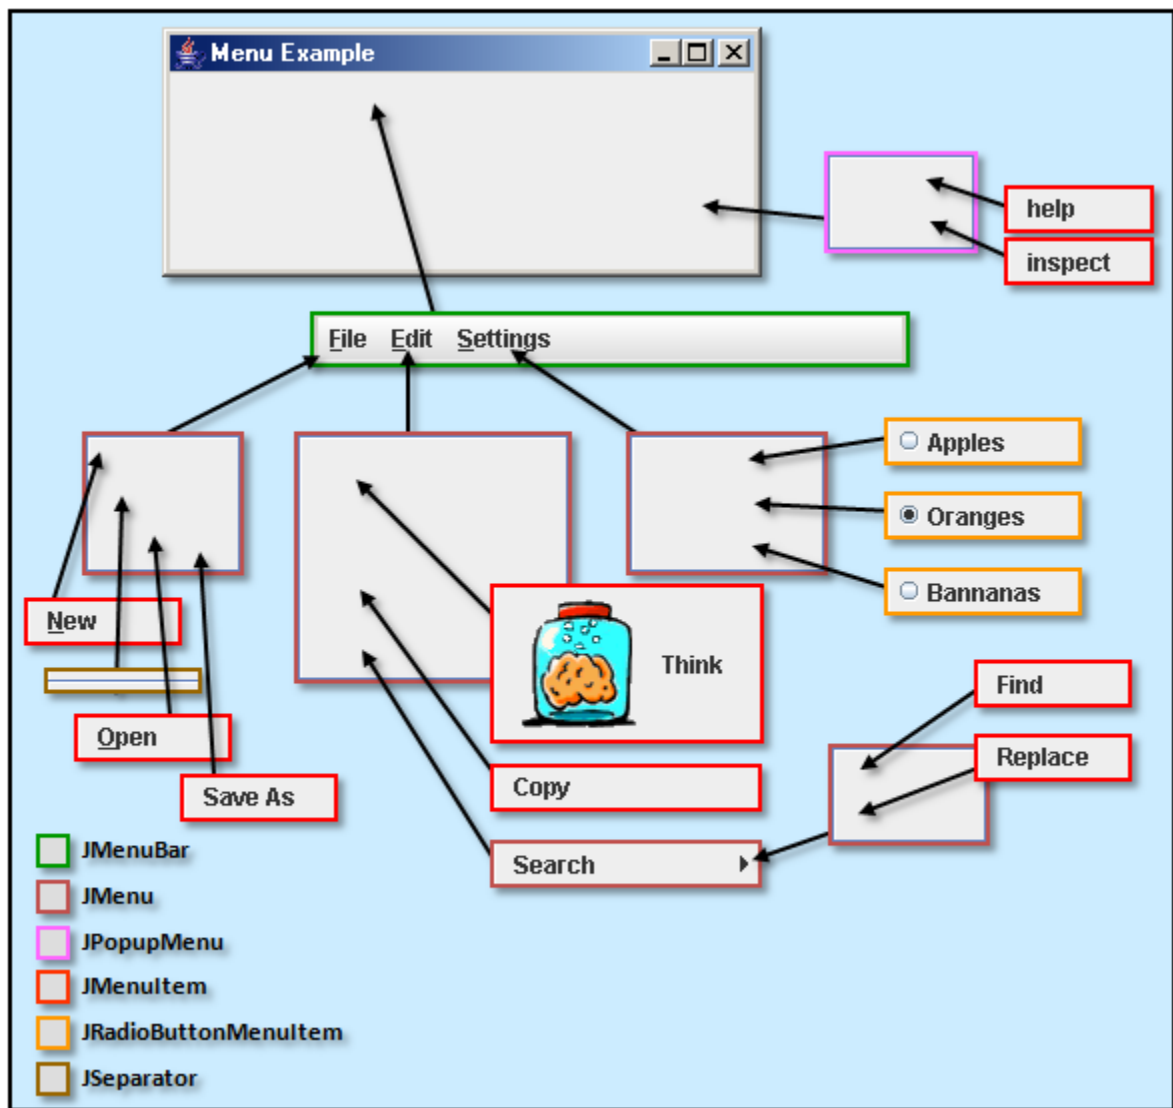 Menu Example
help
inspect
File Edit Settings
Apples
Oranges
Bannanas
New
Think
Find
Open
Replace
Save As
Copy
Search
JMenuBar
JMenu
JPopupMenu
JMenuItem
JRadioButtonMenuItem
JSeparator